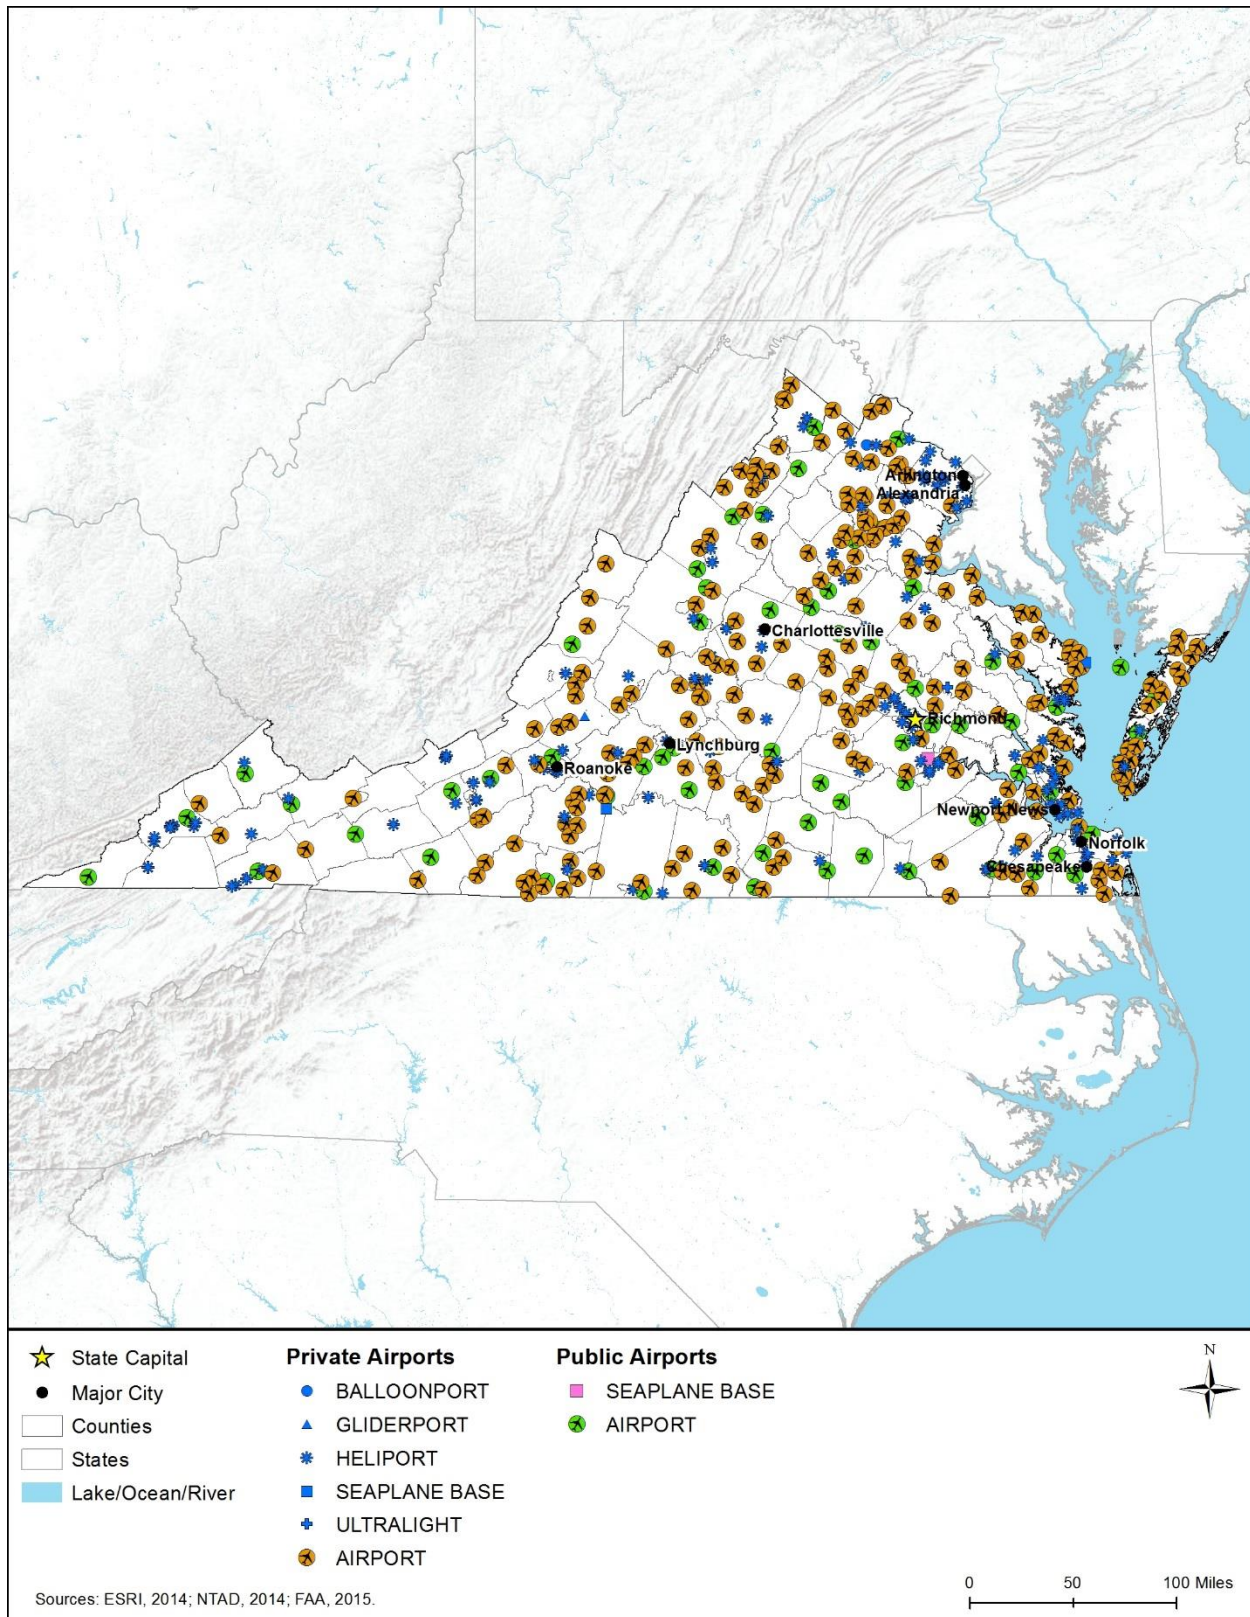 Arlington
Alexandria
Charlottesville
Richmond
Lynchburg
Roanoke
Newport News
Norfolk
Chesapeake
State Capital
Major City
Counties
States
Lake/Ocean/River
Private Airports
BALLOONPORT
GLIDERPORT
HELIPORT
SEAPLANE BASE
ULTRALIGHT
AIRPORT
Public Airports
SEAPLANE BASE
AIRPORT
N
0 50 100 Miles
Sources: ESRI, 2014; NTAD, 2014; FAA, 2015.